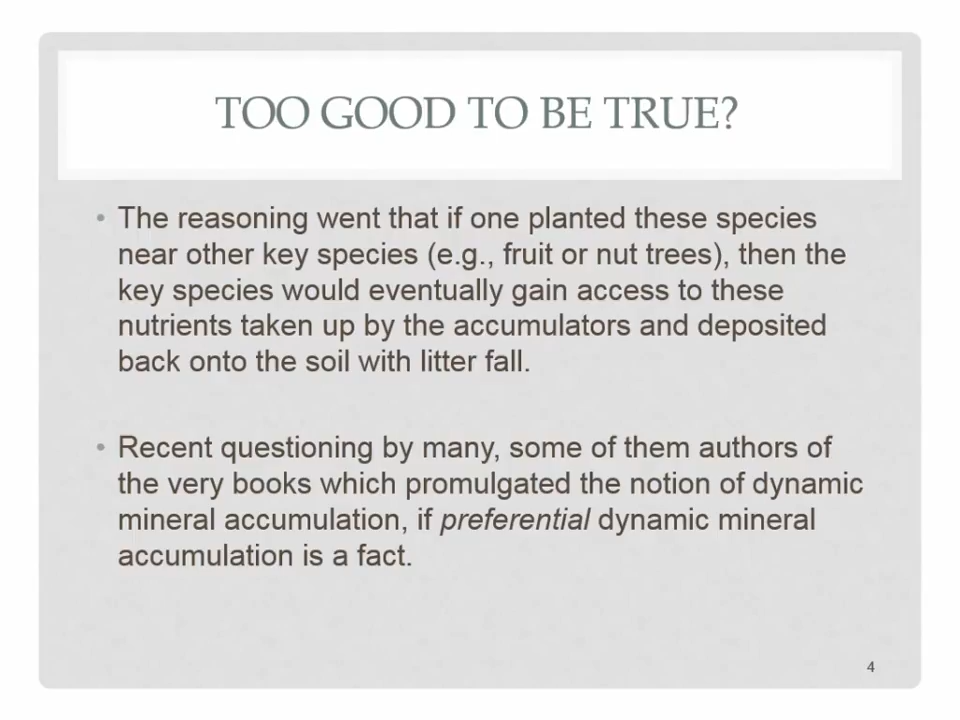 TOO GOOD TO BE TRUE?
• The reasoning went that if one planted these species
near other key species (e.g., fruit or nut trees), then the
key species would eventually gain access to these
nutrients taken up by the accumulators and deposited
back onto the soil with litter fall.
• Recent questioning by many, some of them authors of
the very books which promulgated the notion of dynamic
mineral accumulation, if preferential dynamic mineral
accumulation is a fact.
4